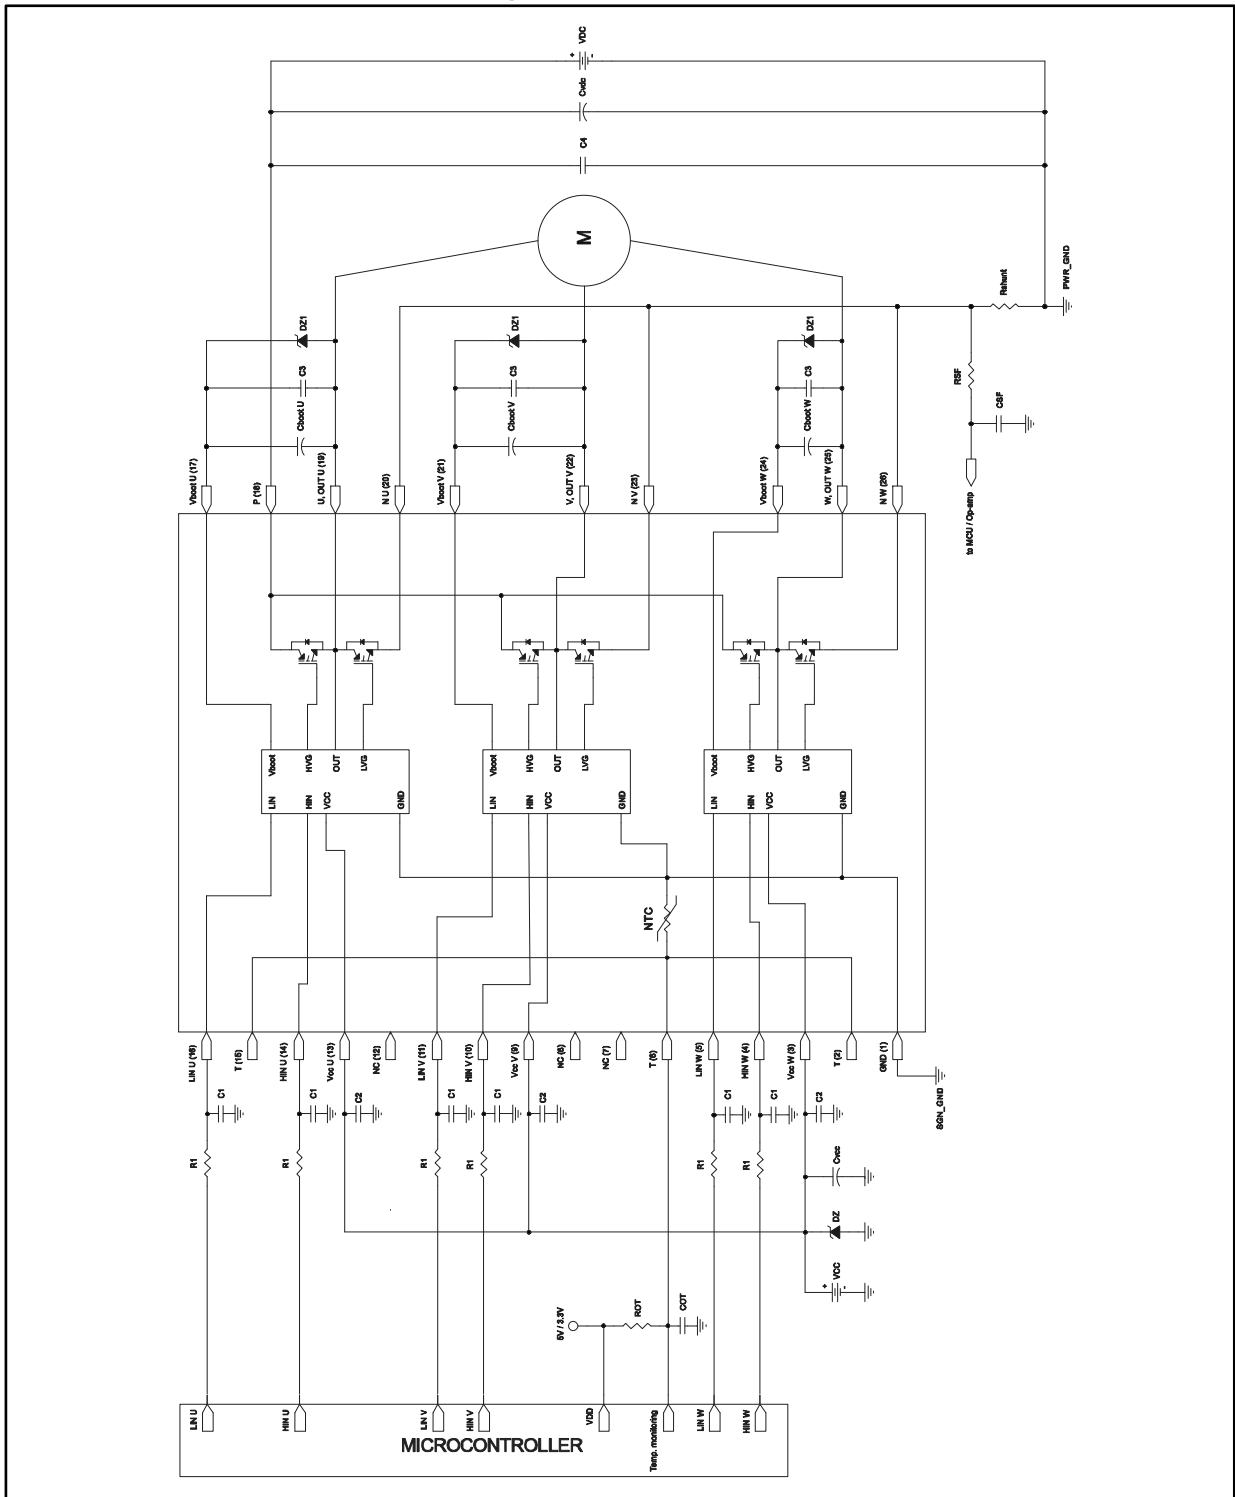 VDC
+
-
Cvdc
C4
M
PWR_GND
Rshunt
DZ1
DZ1
DZ1
C3
C3
C3
RSF
CSF
Cboot U
Cboot V
Cboot W
Vboot U (17)
P (18)
U, OUT U (19)
N U (20)
Vboot V (21)
V, OUT V (22)
N V (23)
Vboot W (24)
W, OUT W (25)
N W (26)
to MCU / Op-amp
Vboot
HVG
OUT
LVG
LIN
HIN
VCC
GND
Vboot
HVG
OUT
LVG
LIN
HIN
VCC
GND
Vboot
HVG
OUT
LVG
LIN
HIN
VCC
GND
NTC
LIN U (16)
T (15)
HIN U (14)
Vcc U (13)
NC (12)
LIN V (11)
HIN V (10)
Vcc V (9)
NC (8)
NC (7)
T (6)
LIN W (5)
HIN W (4)
Vcc W (3)
T (2)
GND (1)
SGN_GND
C1
C1
C2
C1
C1
C2
C1
C1
C2
R1
R1
R1
R1
R1
R1
Cvcc
DZ
VCC
+
-
5V / 3.3V
ROT
COT
LIN U
HIN U
LIN V
HIN V
VDD
Temp. monitoring
LIN W
HIN W
MICROCONTROLLER